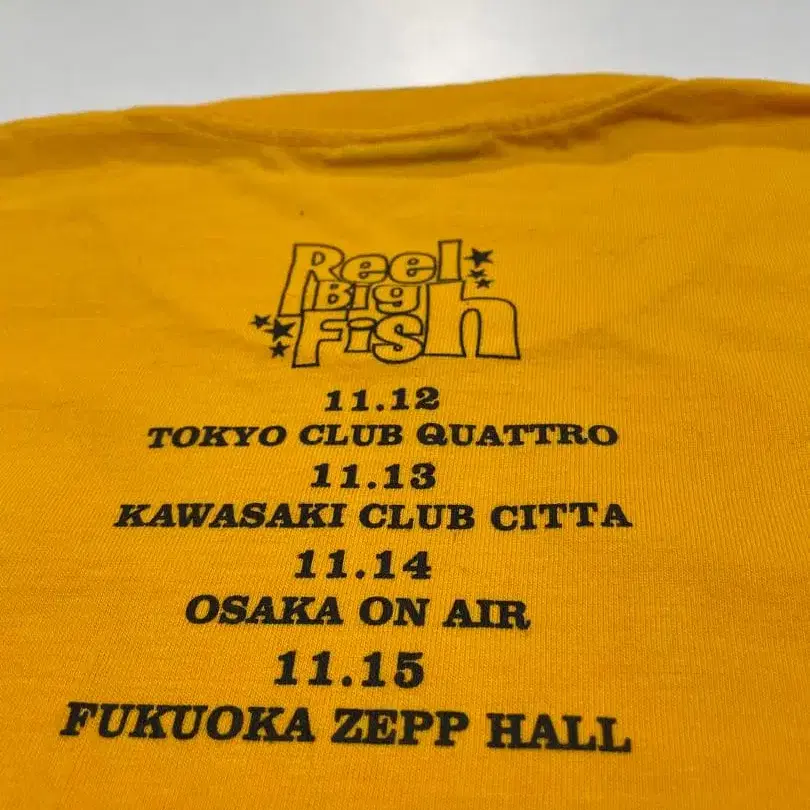 Reel
Big
Fish
11.12
TOKYO CLUB QUATTRO
11.13
KAWASAKI CLUB CITTA
11.14
OSAKA ON AIR
11.15
FUKUOKA ZEPP HALL